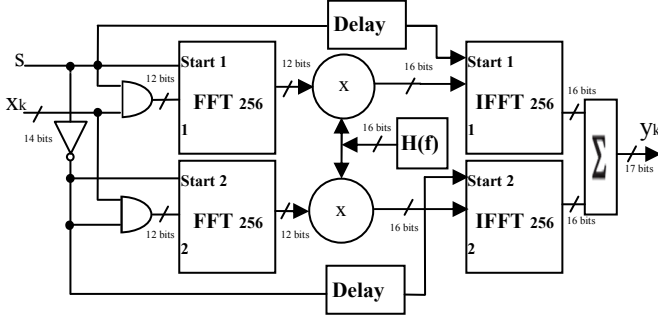 Delay
S
Start 1
FFT 256
1
12 bits
12 bits
x
16 bits
Start 1
IFFT 256
1
16 bits
xk
14 bits
16 bits
H(f)
Σ
yk
17 bits
Start 2
FFT 256
2
12 bits
12 bits
x
16 bits
Start 2
IFFT 256
2
16 bits
Delay